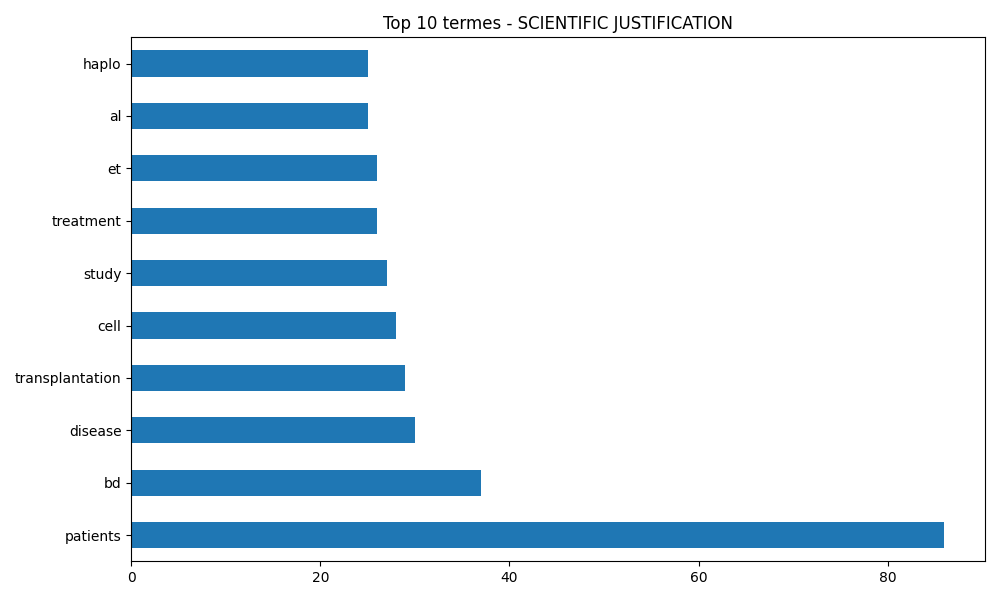 Top 10 termes - SCIENTIFIC JUSTIFICATION
haplo
al
et
treatment
study
cell
transplantation
disease
bd
patients
0 20 40 60 80